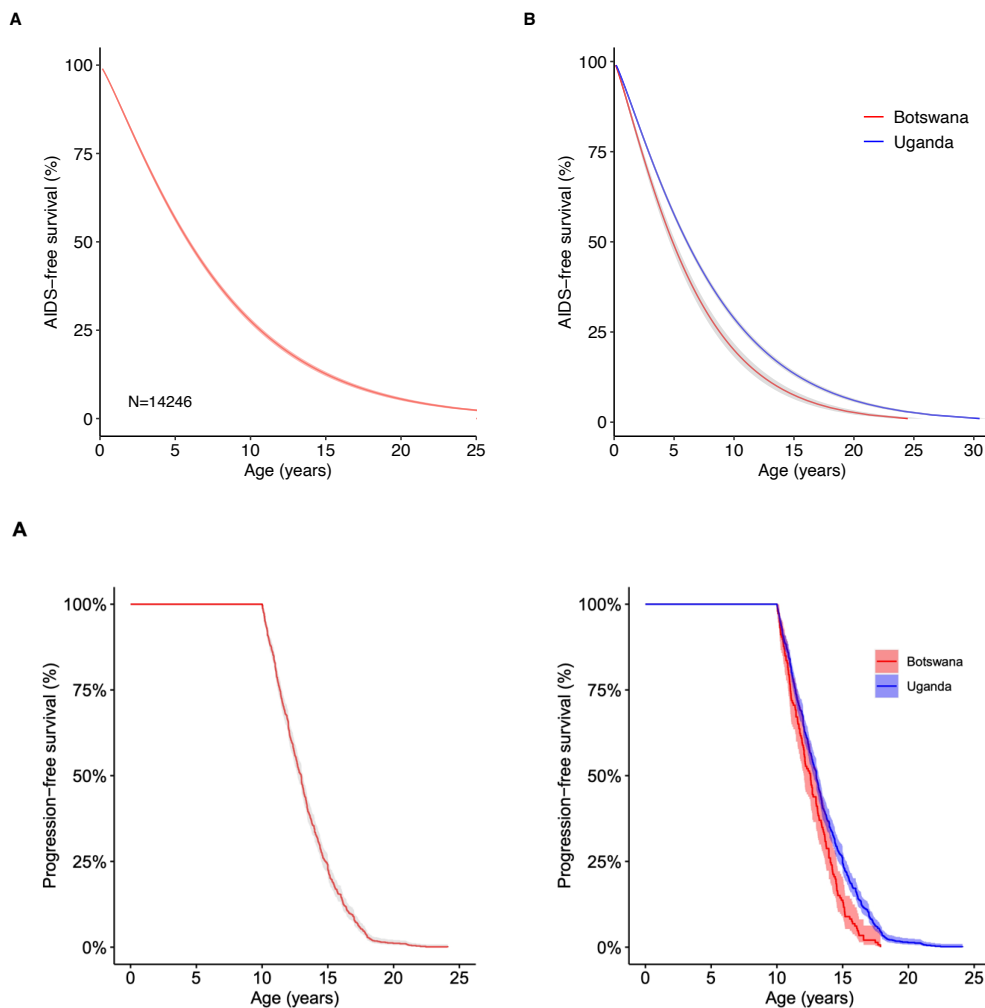 A
AIDS−free survival (%)
100
75
50
25
0
N=14246
0 5 10 15 20 25
Age (years)
B
AIDS−free survival (%)
100
75
50
25
0
Botswana
Uganda
0 5 10 15 20 25 30
Age (years)
A
Progression−free survival (%)
100%
75%
50%
25%
0%
0 5 10 15 20 25
Age (years)
Progression−free survival (%)
100%
75%
50%
25%
0%
Botswana
Uganda
0 5 10 15 20 25
Age (years)